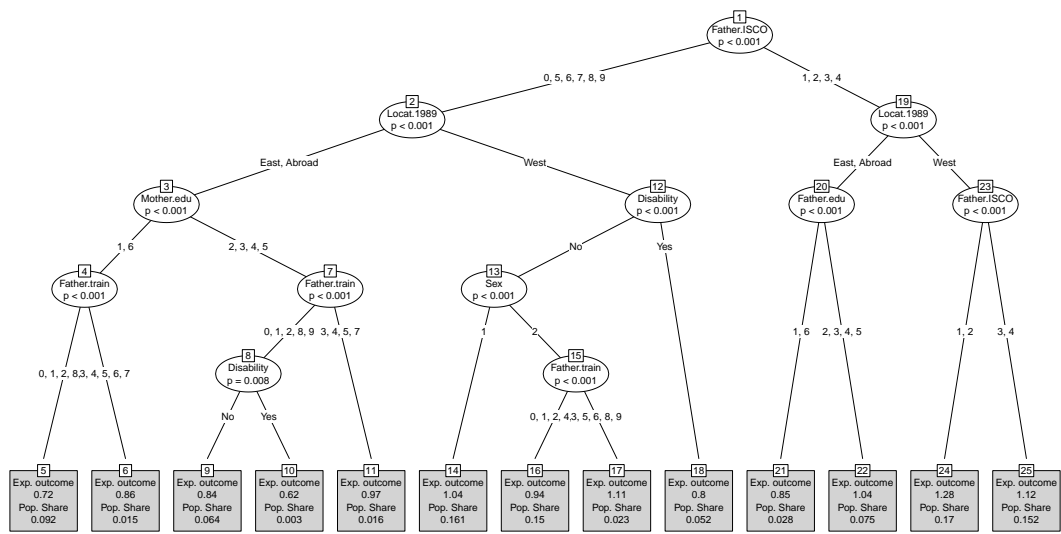 1
Father.ISCO
p < 0.001
0, 5, 6, 7, 8, 9
1, 2, 3, 4
2
Locat.1989
p < 0.001
19
Locat.1989
p < 0.001
East, Abroad
West
East, Abroad
West
3
Mother.edu
p < 0.001
12
Disability
p < 0.001
20
Father.edu
p < 0.001
23
Father.ISCO
p < 0.001
1, 6
2, 3, 4, 5
No
Yes
4
Father.train
p < 0.001
7
Father.train
p < 0.001
13
Sex
p < 0.001
0, 1, 2, 8, 9
3, 4, 5, 7
1
2
1, 6
2, 3, 4, 5
1, 2
3, 4
8
Disability
p = 0.008
15
Father.train
p < 0.001
0, 1, 2, 8
3, 4, 5, 6, 7
No
Yes
0, 1, 2, 4
3, 5, 6, 8, 9
5
Exp. outcome
0.72
Pop. Share
0.092
6
Exp. outcome
0.86
Pop. Share
0.015
9
Exp. outcome
0.84
Pop. Share
0.064
10
Exp. outcome
0.62
Pop. Share
0.003
11
Exp. outcome
0.97
Pop. Share
0.016
14
Exp. outcome
1.04
Pop. Share
0.161
16
Exp. outcome
0.94
Pop. Share
0.15
17
Exp. outcome
1.11
Pop. Share
0.023
18
Exp. outcome
0.8
Pop. Share
0.052
21
Exp. outcome
0.85
Pop. Share
0.028
22
Exp. outcome
1.04
Pop. Share
0.075
24
Exp. outcome
1.28
Pop. Share
0.17
25
Exp. outcome
1.12
Pop. Share
0.152